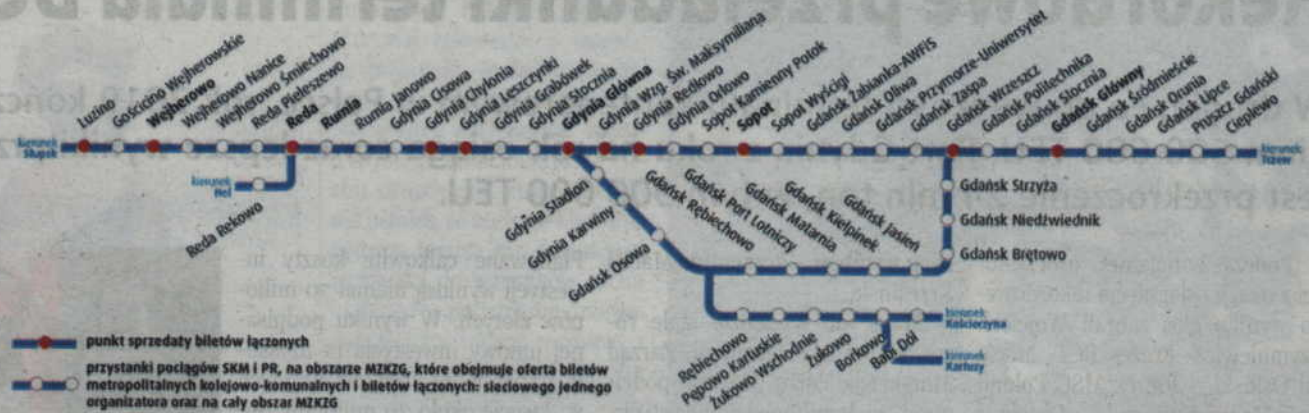 Luzino
Gościno Wejherowskie
Wejherowo
Wejherowo Nanice
Wejherowo Śmiechowo
Reda Pieleszewo
Reda
Rumia
Rumia Janowo
Gdynia Cisowa
Gdynia Chylonia
Gdynia Leszczynki
Gdynia Grabówek
Gdynia Stocznia
Gdynia Główna
Gdynia Wzg. Św. Maksymiliana
Gdynia Redłowo
Gdynia Orłowo
Sopot Kamienny Potok
Sopot
Sopot Wyścigi
Gdańsk Żabianka-AWFiS
Gdańsk Oliwa
Gdańsk Przymorze-Uniwersytet
Gdańsk Zaspa
Gdańsk Wrzeszcz
Gdańsk Politechnika
Gdańsk Stocznia
Gdańsk Główny
Gdańsk Śródmieście
Gdańsk Orunia
Gdańsk Lipce
Pruszcz Gdański
Cieplewo
kierunek
Słupsk
kierunek
Tczew
kierunek
Hel
Reda Rekowo
Gdynia Stadion
Gdynia Karwiny
Gdańsk Osowa
Gdańsk Rębiechowo
Gdańsk Port Lotniczy
Gdańsk Matarnia
Gdańsk Kiełpinek
Gdańsk Jasień
Gdańsk Strzyża
Gdańsk Niedźwiednik
Gdańsk Brętowo
Rębiechowo
Pępowo Kartuskie
Żukowo Wschodnie
Żukowo
Borkowo
Babi Dół
kierunek
Kościerzyna
kierunek
Kartuzy
punkt sprzedaży biletów łączonych
przystanki pociągów SKM i PR, na obszarze MZKZG, które obejmuje oferta biletów
metropolitalnych kolejowo-komunalnych i biletów łączonych: sieciowego jednego
organizatora oraz na cały obszar MZKZG